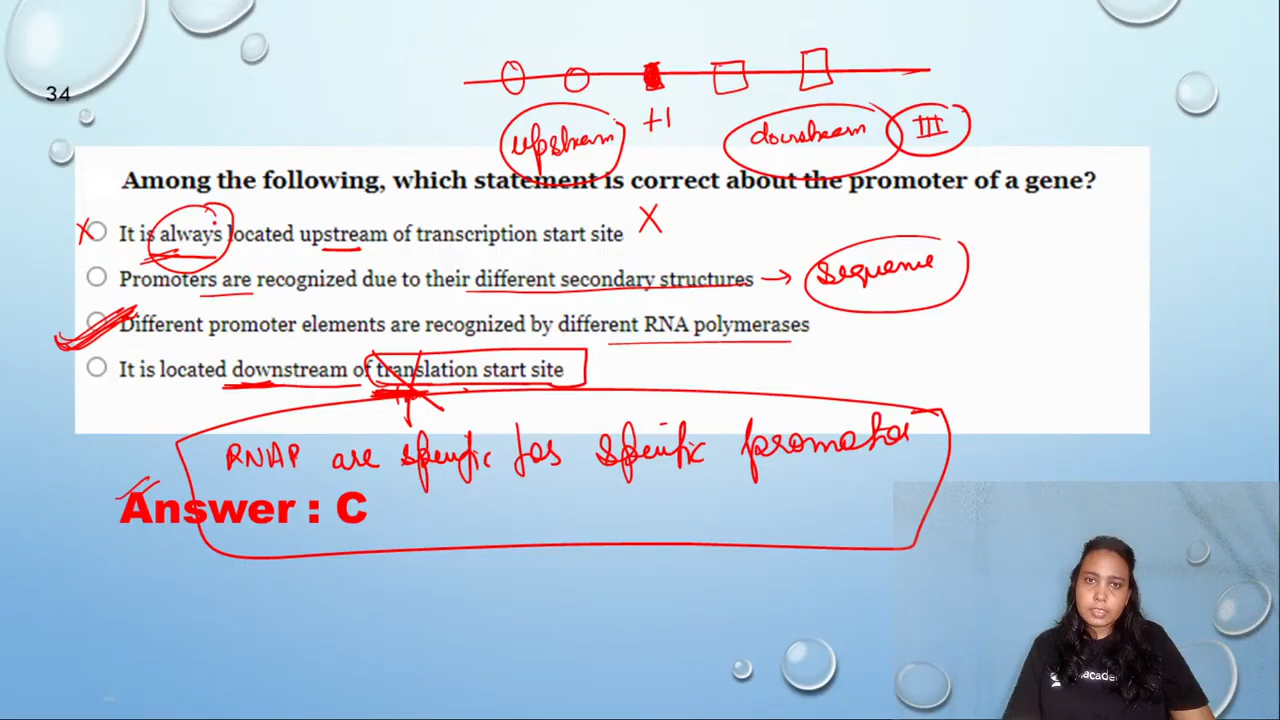 34
+1
upstream
downstream
III
Among the following, which statement is correct about the promoter of a gene?
X It is always located upstream of transcription start site X
Promoters are recognized due to their different secondary structures → sequence
Different promoter elements are recognized by different RNA polymerases
It is located downstream of translation start site
RNAP are specific for specific promotor
Answer : C